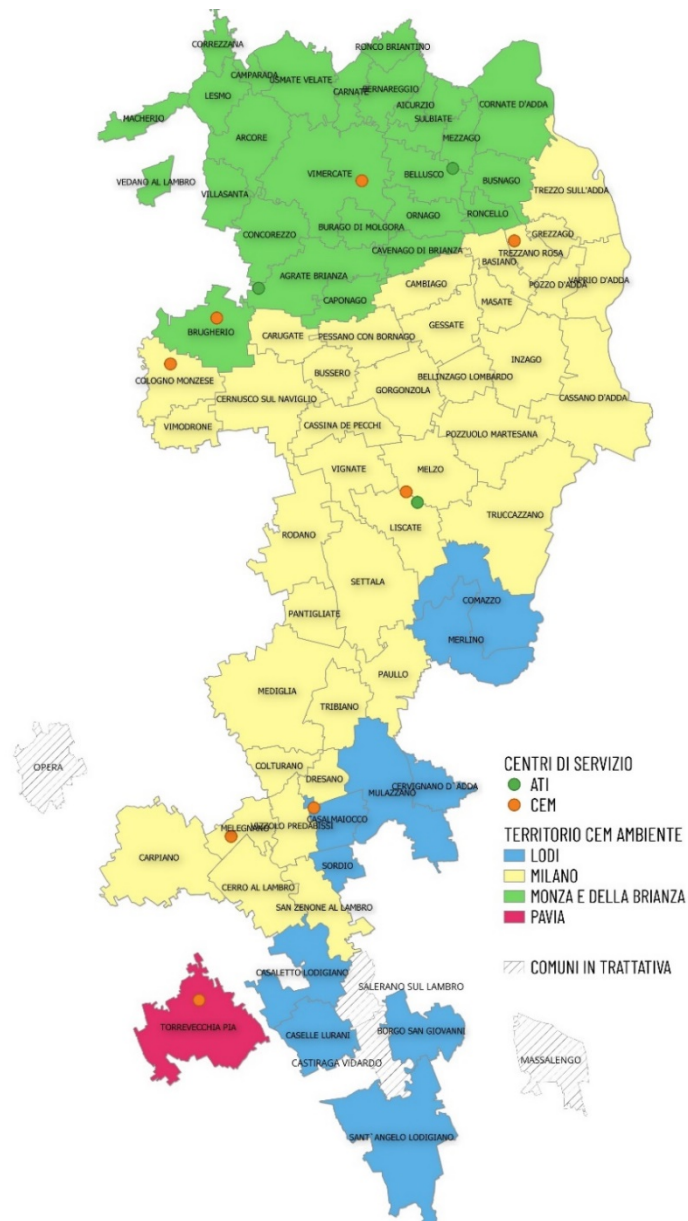 CORREZZANA
RONCO BRIANTINO
CAMPARADA
USMATE VELATE
LESMO
CARNATE
BERNAREGGIO
AICURZIO
CORNATE D'ADDA
MACHERIO
SULBIATE
ARCORE
MEZZAGO
VIMERCATE
BELLUSCO
VEDANO AL LAMBRO
BUSNAGO
VILLASANTA
TREZZO SULL'ADDA
ORNAGO
RONCELLO
BURAGO DI MOLGORA
CONCOREZZO
GREZZAGO
CAVENAGO DI BRIANZA
TREZZANO ROSA
BASIANO
AGRATE BRIANZA
CAMBIAGO
POZZO D'ADDA
VAPRIO D'ADDA
CAPONAGO
MASATE
GESSATE
BRUGHERIO
CARUGATE
PESSANO CON BORNAGO
INZAGO
BUSSERO
COLOGNO MONZESE
BELLINZAGO LOMBARDO
GORGONZOLA
CERNUSCO SUL NAVIGLIO
CASSANO D'ADDA
VIMODRONE
CASSINA DE PECCHI
POZZUOLO MARTESANA
VIGNATE
MELZO
TRUCCAZZANO
LISCATE
RODANO
SETTALA
COMAZZO
PANTIGLIATE
MERLINO
PAULLO
MEDIGLIA
TRIBIANO
OPERA
COLTURANO
DRESANO
CERVIGNANO D`ADDA
MULAZZANO
CASALMAIOCCO
MELEGNANO
VIZZOLO PREDABISSI
CARPIANO
SORDIO
CERRO AL LAMBRO
SAN ZENONE AL LAMBRO
CENTRI DI SERVIZIO
ATI
CEM
TERRITORIO CEM AMBIENTE
LODI
MILANO
MONZA E DELLA BRIANZA
PAVIA
COMUNI IN TRATTATIVA
CASALETTO LODIGIANO
SALERANO SUL LAMBRO
TORREVECCHIA PIA
CASELLE LURANI
BORGO SAN GIOVANNI
MASSALENGO
CASTIRAGA VIDARDO
SANT`ANGELO LODIGIANO